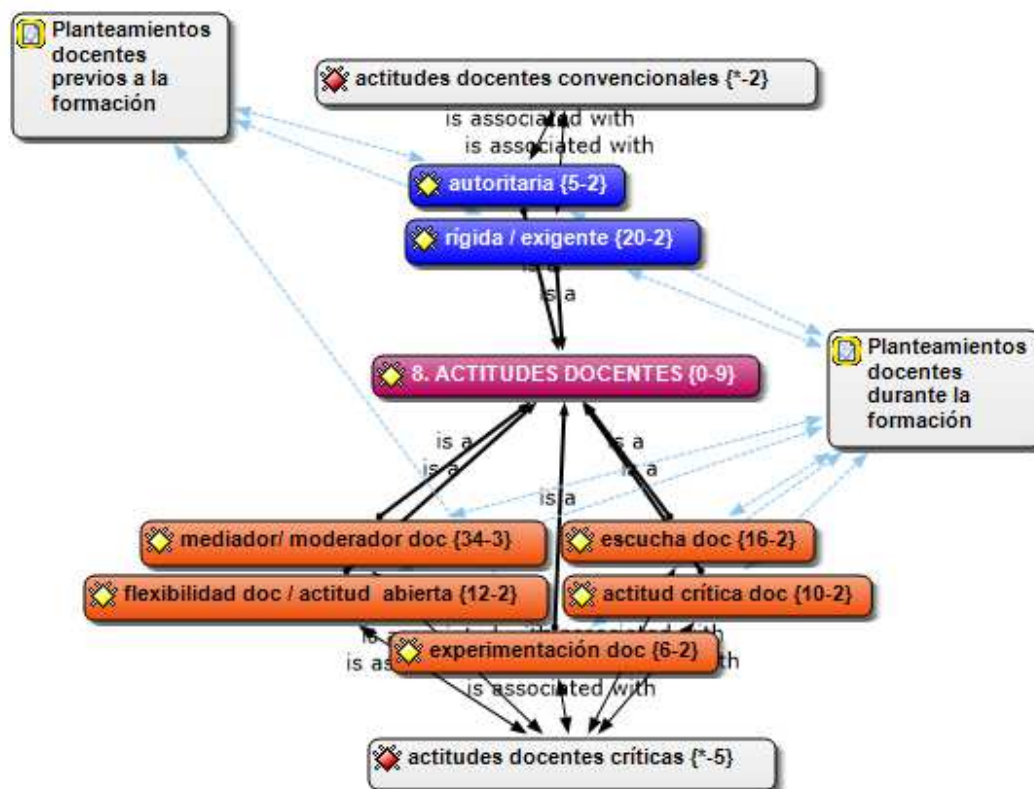 Planteamientos
docentes
previos a la
formación
actitudes docentes convencionales {*-2}
is associated with
is associated with
autoritaria {5-2}
rígida / exigente {20-2}
is a
is a
8. ACTITUDES DOCENTES {0-9}
Planteamientos
docentes
durante la
formación
is a
is a
is a
is a
is a
mediador/ moderador doc {34-3}
escucha doc {16-2}
flexibilidad doc / actitud abierta {12-2}
actitud crítica doc {10-2}
experimentación doc {6-2}
is associated with
actitudes docentes críticas {*-5}